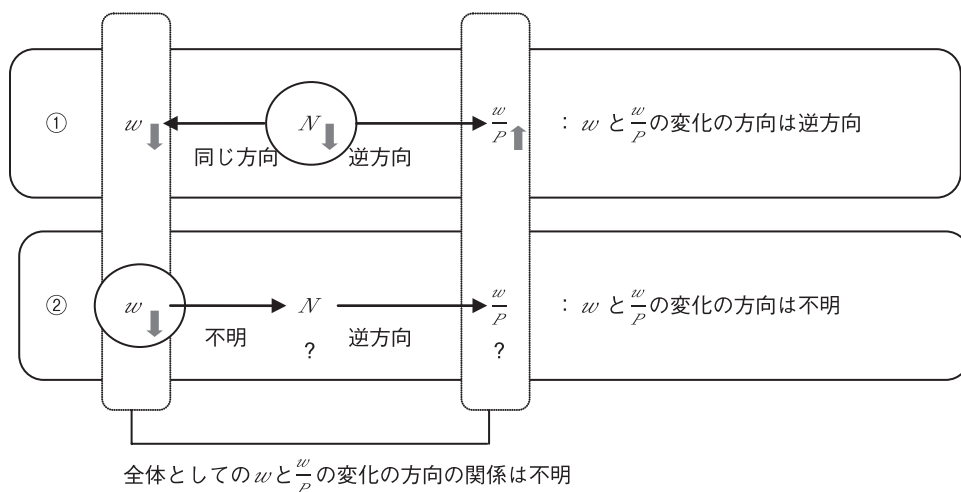 ① w N w/P ： w と w/P の変化の方向は逆方向
同じ方向 逆方向
② w N w/P ： w と w/P の変化の方向は不明
不明 逆方向
? ?
全体としての w と w/P の変化の方向の関係は不明